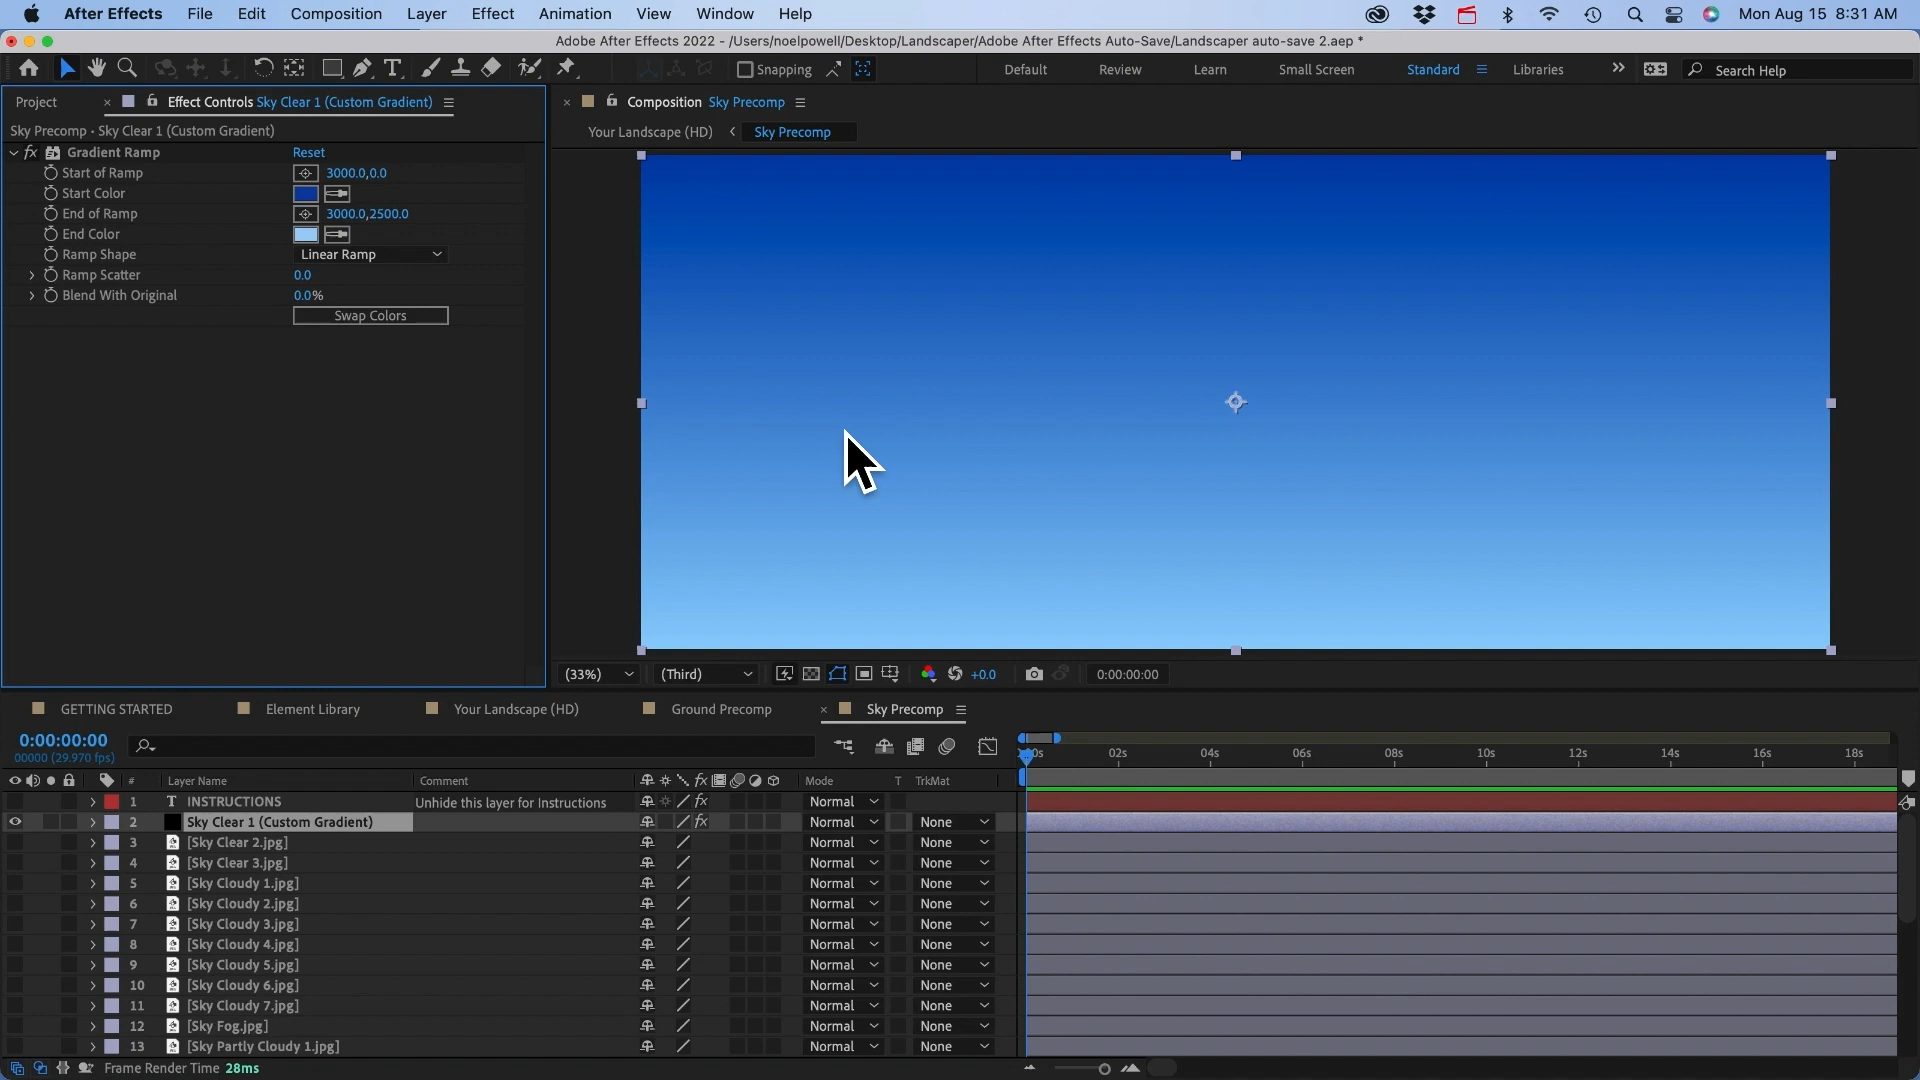 After Effects File Edit Composition Layer Effect Animation View Window Help Mon Aug 15 8:31 AM
Adobe After Effects 2022 - /Users/noelpowell/Desktop/Landscaper/Adobe After Effects Auto-Save/Landscaper auto-save 2.aep *
Snapping Default Review Learn Small Screen Standard Libraries Search Help
Project Effect Controls Sky Clear 1 (Custom Gradient)
Sky Precomp · Sky Clear 1 (Custom Gradient)
fx Gradient Ramp Reset
Start of Ramp 3000.0,0.0
Start Color
End of Ramp 3000.0,2500.0
End Color
Ramp Shape Linear Ramp
Ramp Scatter 0.0
Blend With Original 0.0%
Swap Colors
Composition Sky Precomp
Your Landscape (HD) Sky Precomp
(33%) (Third) +0.0 0:00:00:00
GETTING STARTED Element Library Your Landscape (HD) Ground Precomp Sky Precomp
0:00:00:00
00000 (29.970 fps)
02s 04s 06s 08s 10s 12s 14s 16s 18s
# Layer Name Comment fx Mode T TrkMat
1 T INSTRUCTIONS Unhide this layer for Instructions fx Normal
2 Sky Clear 1 (Custom Gradient) fx Normal None
3 [Sky Clear 2.jpg] Normal None
4 [Sky Clear 3.jpg] Normal None
5 [Sky Cloudy 1.jpg] Normal None
6 [Sky Cloudy 2.jpg] Normal None
7 [Sky Cloudy 3.jpg] Normal None
8 [Sky Cloudy 4.jpg] Normal None
9 [Sky Cloudy 5.jpg] Normal None
10 [Sky Cloudy 6.jpg] Normal None
11 [Sky Cloudy 7.jpg] Normal None
12 [Sky Fog.jpg] Normal None
13 [Sky Partly Cloudy 1.jpg] Normal None
Frame Render Time 28ms